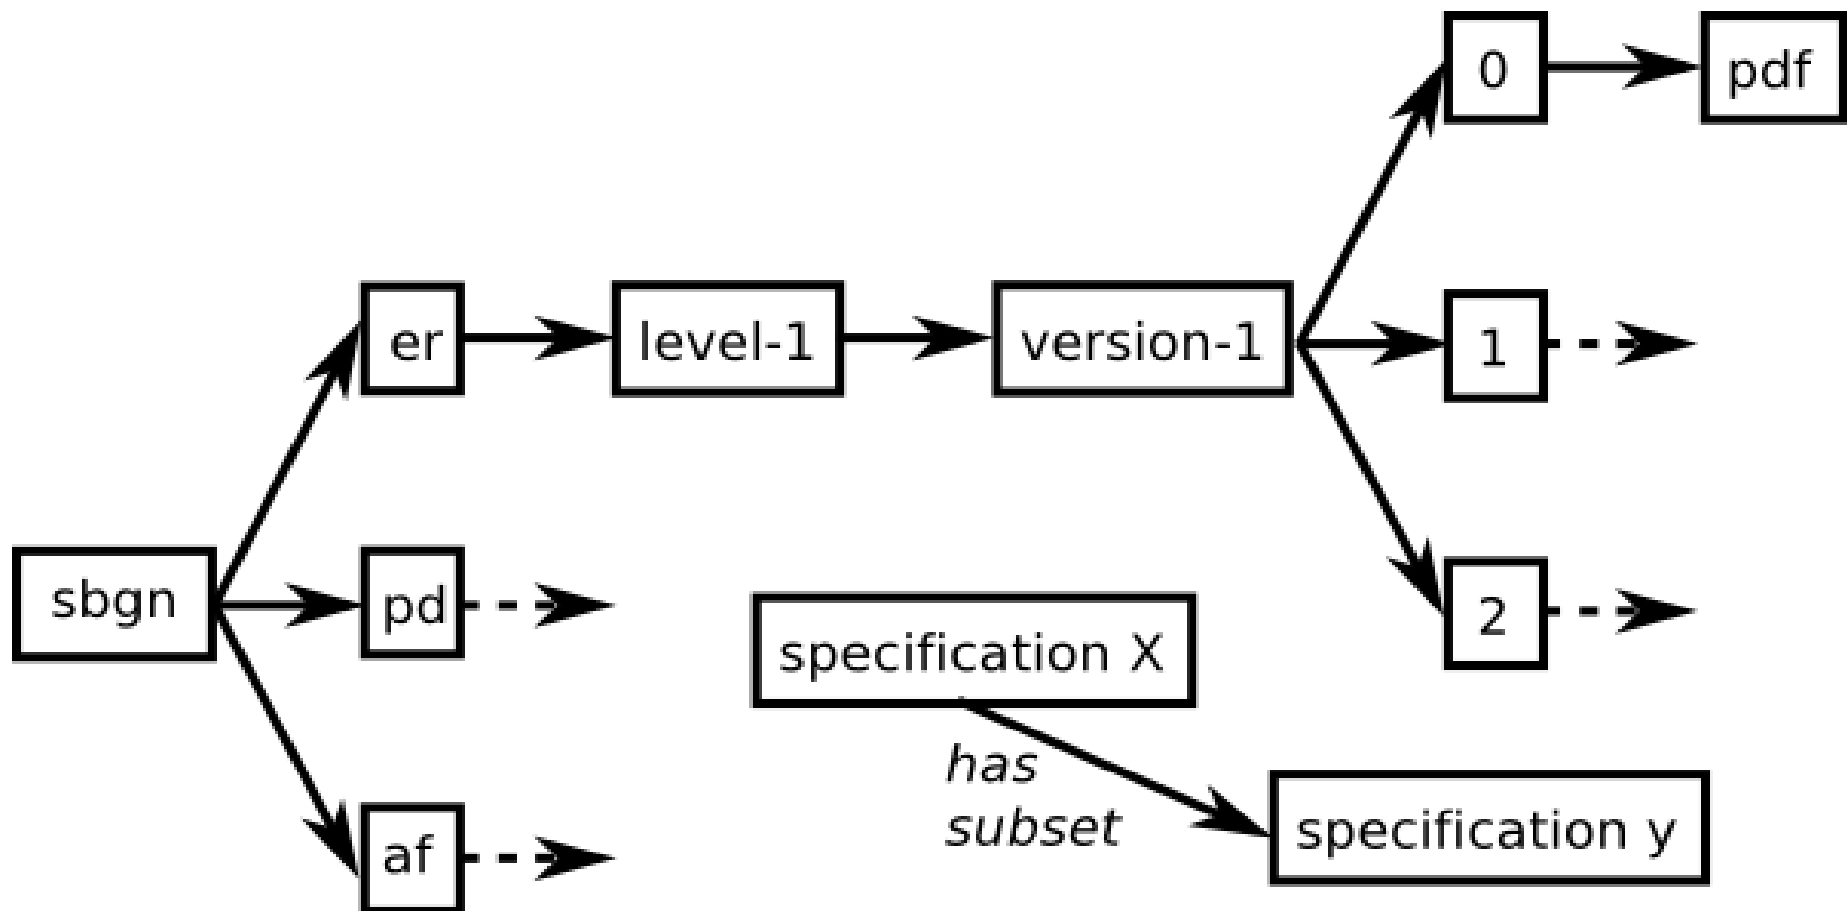 0
pdf
er
level-1
version-1
1
sbgn
pd
specification X
2
has
subset
specification y
af